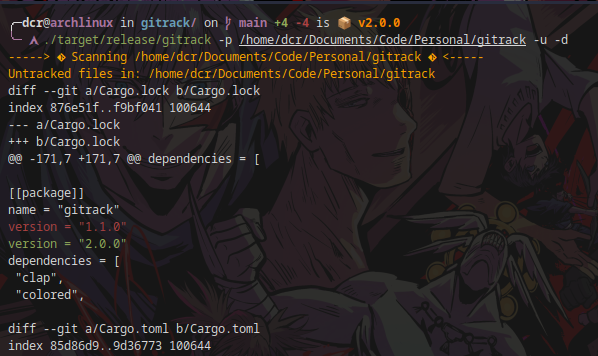 dcr@archlinux in gitrack/ on main +4 -4 is 📦 v2.0.0
./target/release/gitrack -p /home/dcr/Documents/Code/Personal/gitrack -u -d
-----> � Scanning /home/dcr/Documents/Code/Personal/gitrack � <-----
Untracked files in: /home/dcr/Documents/Code/Personal/gitrack
diff --git a/Cargo.lock b/Cargo.lock
index 876e51f..f9bf041 100644
--- a/Cargo.lock
+++ b/Cargo.lock
@@ -171,7 +171,7 @@ dependencies = [
[[package]]
name = "gitrack"
version = "1.1.0"
version = "2.0.0"
dependencies = [
"clap",
"colored",
diff --git a/Cargo.toml b/Cargo.toml
index 85d86d9..9d36773 100644